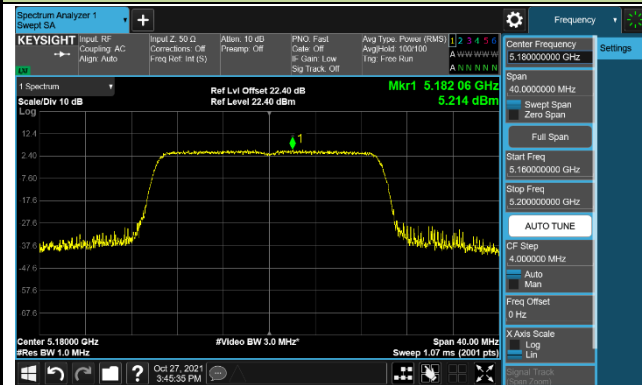 Spectrum Analyzer 1
Swept SA
Frequency
KEYSIGHT
Input: RF
Coupling: AC
Align: Auto
Input Z: 50 Ω
Corrections: Off
Freq Ref: Int (S)
Atten: 10 dB
Preamp: Off
PNO: Fast
Gate: Off
IF Gain: Low
Sig Track: Off
Avg Type: Power (RMS)
Avg|Hold: 100/100
Trig: Free Run
1 2 3 4 5 6
A W W W W W
A N N N N N
LXI
1 Spectrum
Scale/Div 10 dB
Log
Ref Lvl Offset 22.40 dB
Ref Level 22.40 dBm
Mkr1 5.182 06 GHz
5.214 dBm
1
12.4
2.40
-7.60
-17.6
-27.6
-37.6
-47.6
-57.6
-67.6
Center 5.18000 GHz
#Res BW 1.0 MHz
#Video BW 3.0 MHz*
Span 40.00 MHz
Sweep 1.07 ms (2001 pts)
Oct 27, 2021
3:45:35 PM
Center Frequency
5.180000000 GHz
Settings
Span
40.0000000 MHz
Swept Span
Zero Span
Full Span
Start Freq
5.160000000 GHz
Stop Freq
5.200000000 GHz
AUTO TUNE
CF Step
4.000000 MHz
Auto
Man
Freq Offset
0 Hz
X Axis Scale
Log
Lin
Signal Track
(Span Zoom)